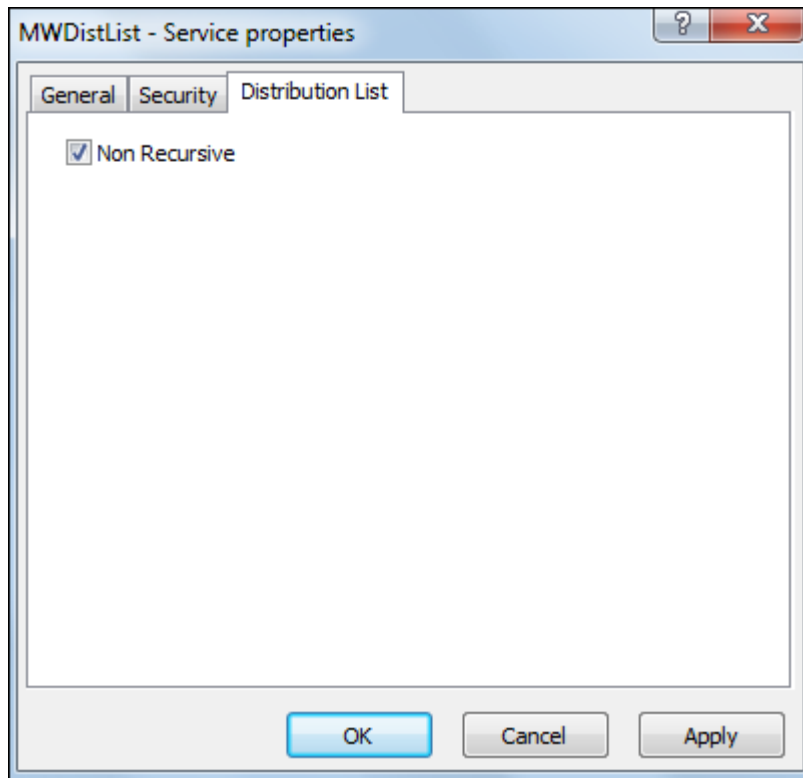 MWDistList - Service properties
General Security Distribution List
Non Recursive
OK Cancel Apply